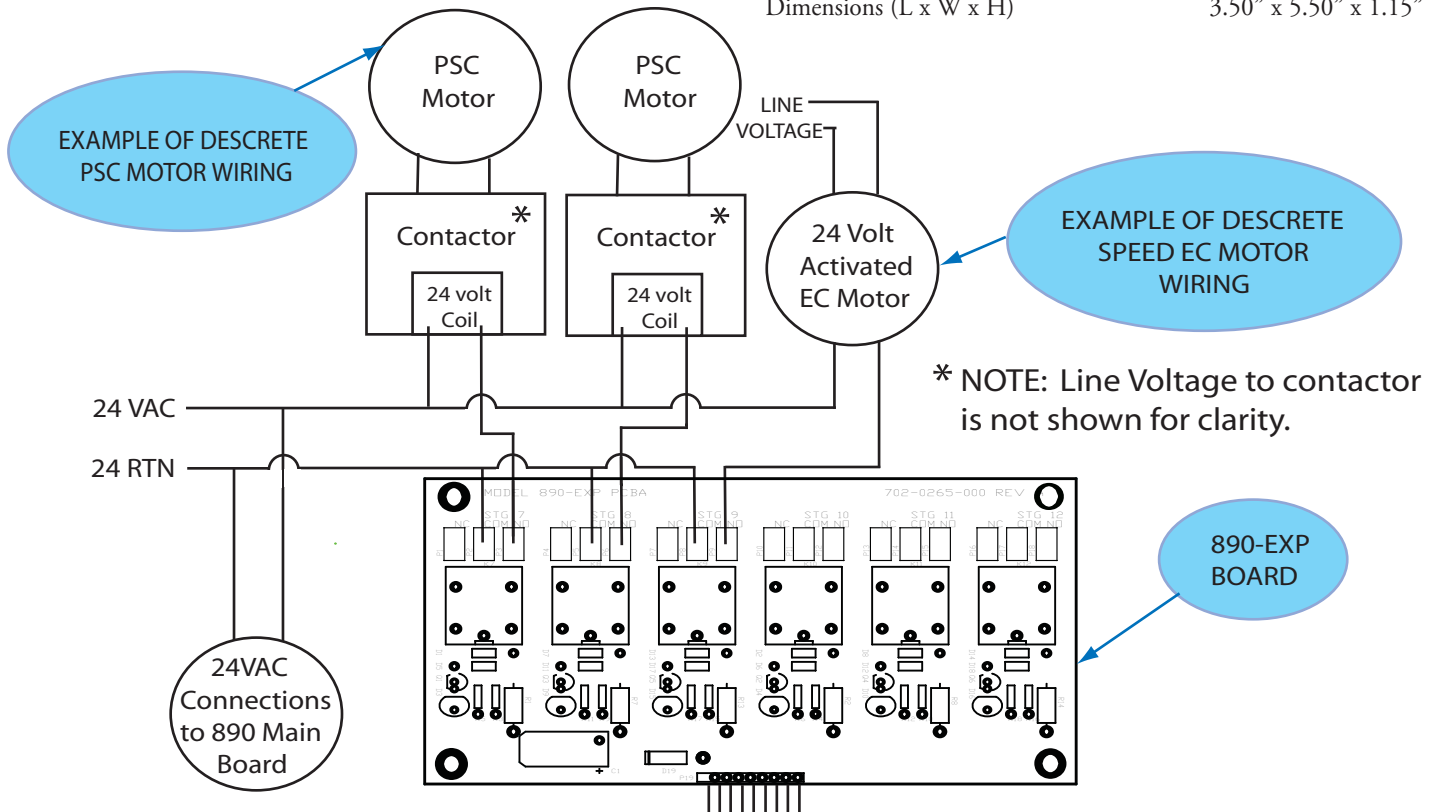 Dimensions (L x W x H) 3.50” x 5.50” x 1.15”
PSC
Motor
PSC
Motor
LINE
VOLTAGE
EXAMPLE OF DESCRETE
PSC MOTOR WIRING
Contactor*
Contactor*
24 Volt
Activated
EC Motor
EXAMPLE OF DESCRETE
SPEED EC MOTOR
WIRING
24 volt
Coil
24 volt
Coil
* NOTE: Line Voltage to contactor
is not shown for clarity.
24 VAC
24 RTN
MODEL 890-EXP PCBA 702-0265-000 REV
STG 7 STG 8 STG 9 STG 10 STG 11 STG 12
NC COM NO NC COM NO NC COM NO NC COM NO NC COM NO NC COM NO
890-EXP
BOARD
24VAC
Connections
to 890 Main
Board
+ C1 D19
P19